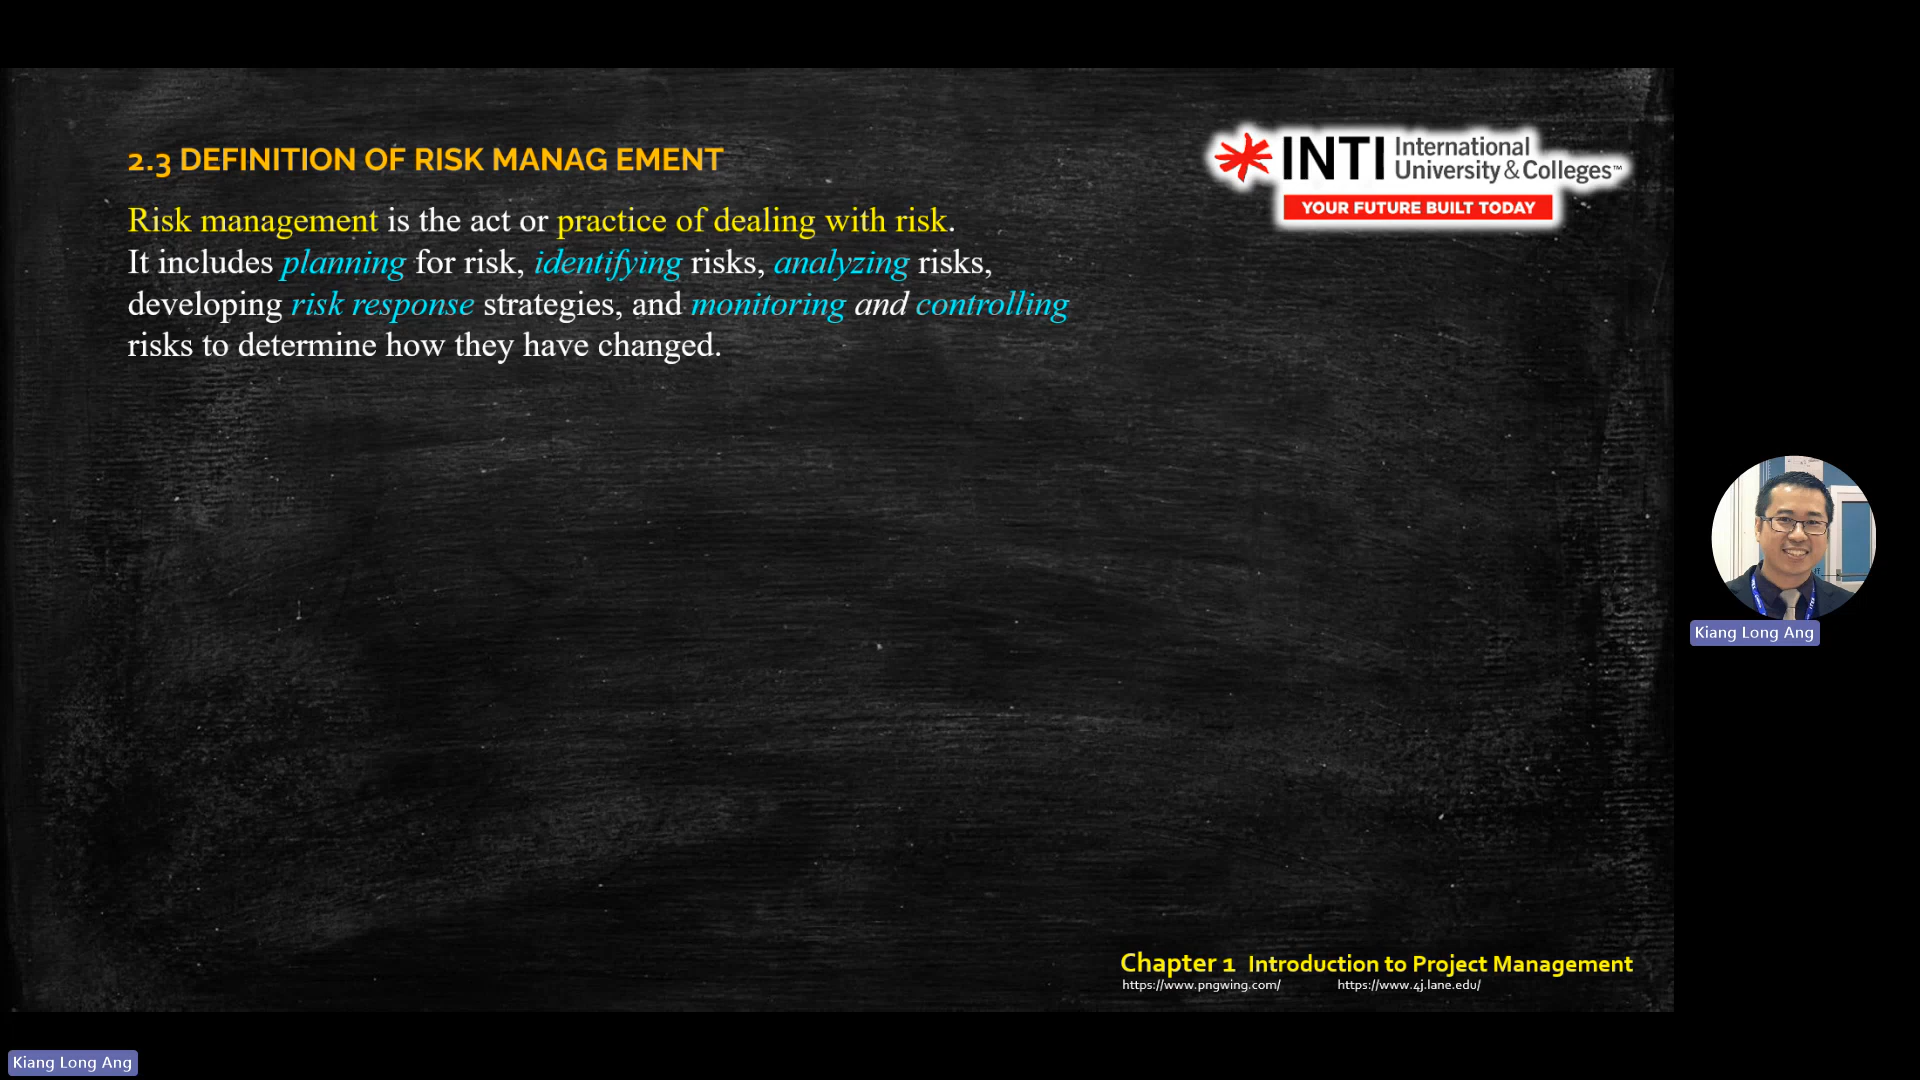 2.3 DEFINITION OF RISK MANAG EMENT
Risk management is the act or practice of dealing with risk.
It includes planning for risk, identifying risks, analyzing risks,
developing risk response strategies, and monitoring and controlling
risks to determine how they have changed.
INTI International
University & Colleges™
YOUR FUTURE BUILT TODAY
Kiang Long Ang
Chapter 1 Introduction to Project Management
https://www.pngwing.com/ https://www.4j.lane.edu/
Kiang Long Ang